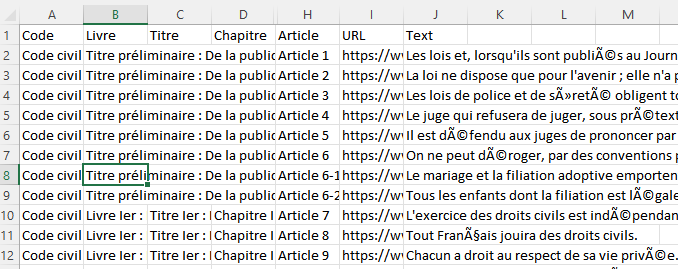 A B C D H I J K L M
1 Code Livre Titre Chapitre Article URL Text
2 Code civil Titre préliminaire : De la public Article 1 https://w Les lois et, lorsqu'ils sont publiÃ©s au Journ
3 Code civil Titre préliminaire : De la public Article 2 https://w La loi ne dispose que pour l'avenir ; elle n'a p
4 Code civil Titre préliminaire : De la public Article 3 https://w Les lois de police et de sÃ»retÃ© obligent to
5 Code civil Titre préliminaire : De la public Article 4 https://w Le juge qui refusera de juger, sous prÃ©text
6 Code civil Titre préliminaire : De la public Article 5 https://w Il est dÃ©fendu aux juges de prononcer par
7 Code civil Titre préliminaire : De la public Article 6 https://w On ne peut dÃ©roger, par des conventions p
8 Code civil Titre préliminaire : De la public Article 6-1 https://w Le mariage et la filiation adoptive emporten
9 Code civil Titre préliminaire : De la public Article 6-2 https://w Tous les enfants dont la filiation est lÃ©gale
10 Code civil Livre Ier : Titre Ier : Chapitre I Article 7 https://w L'exercice des droits civils est indÃ©pendan
11 Code civil Livre Ier : Titre Ier : Chapitre I Article 8 https://w Tout FranÃ§ais jouira des droits civils.
12 Code civil Livre Ier : Titre Ier : Chapitre I Article 9 https://w Chacun a droit au respect de sa vie privÃ©e.